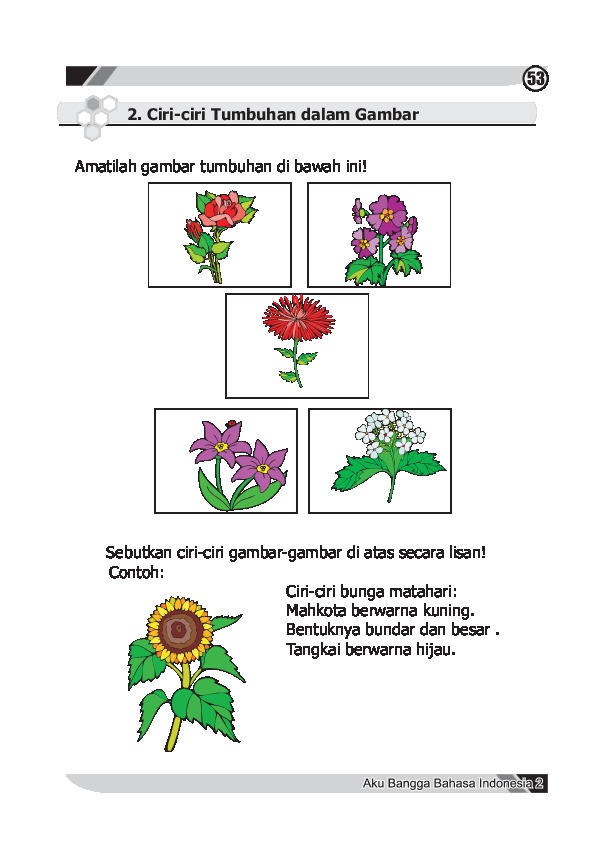 53
2. Ciri-ciri Tumbuhan dalam Gambar
Amatilah gambar tumbuhan di bawah ini!
Sebutkan ciri-ciri gambar-gambar di atas secara lisan!
Contoh:
Ciri-ciri bunga matahari:
Mahkota berwarna kuning.
Bentuknya bundar dan besar .
Tangkai berwarna hijau.
Aku Bangga Bahasa Indonesia 2